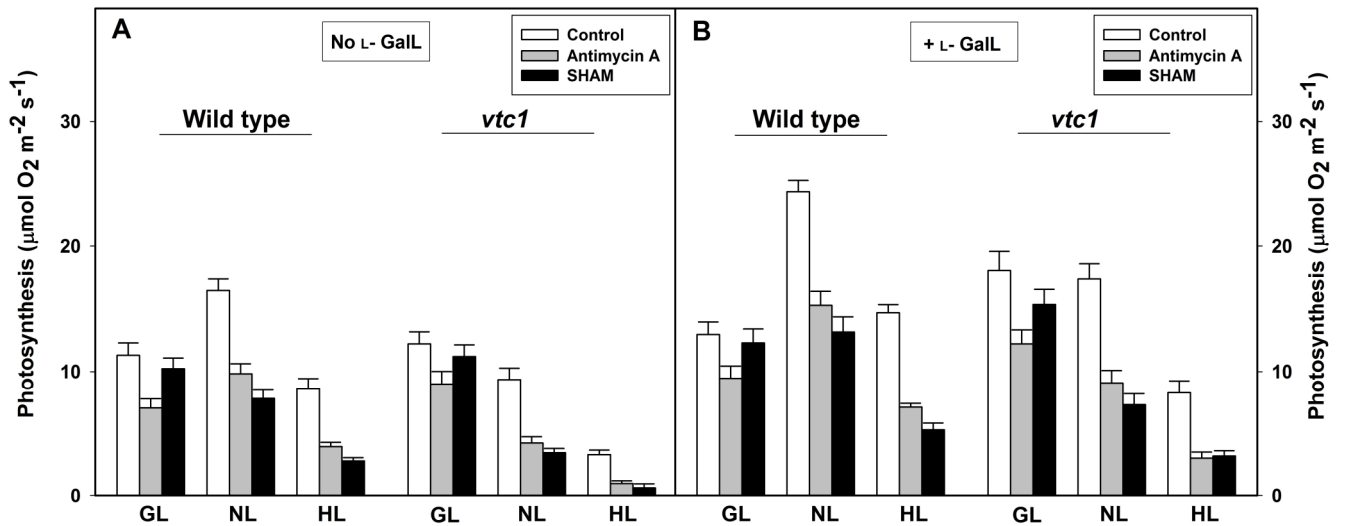 A
No L- GalL
Control
Antimycin A
SHAM
Wild type
vtc1
Photosynthesis (μmol O2 m-2 s-1)
30
20
10
0
GL NL HL GL NL HL
B
+ L- GalL
Control
Antimycin A
SHAM
Wild type
vtc1
Photosynthesis (μmol O2 m-2 s-1)
30
20
10
0
GL NL HL GL NL HL